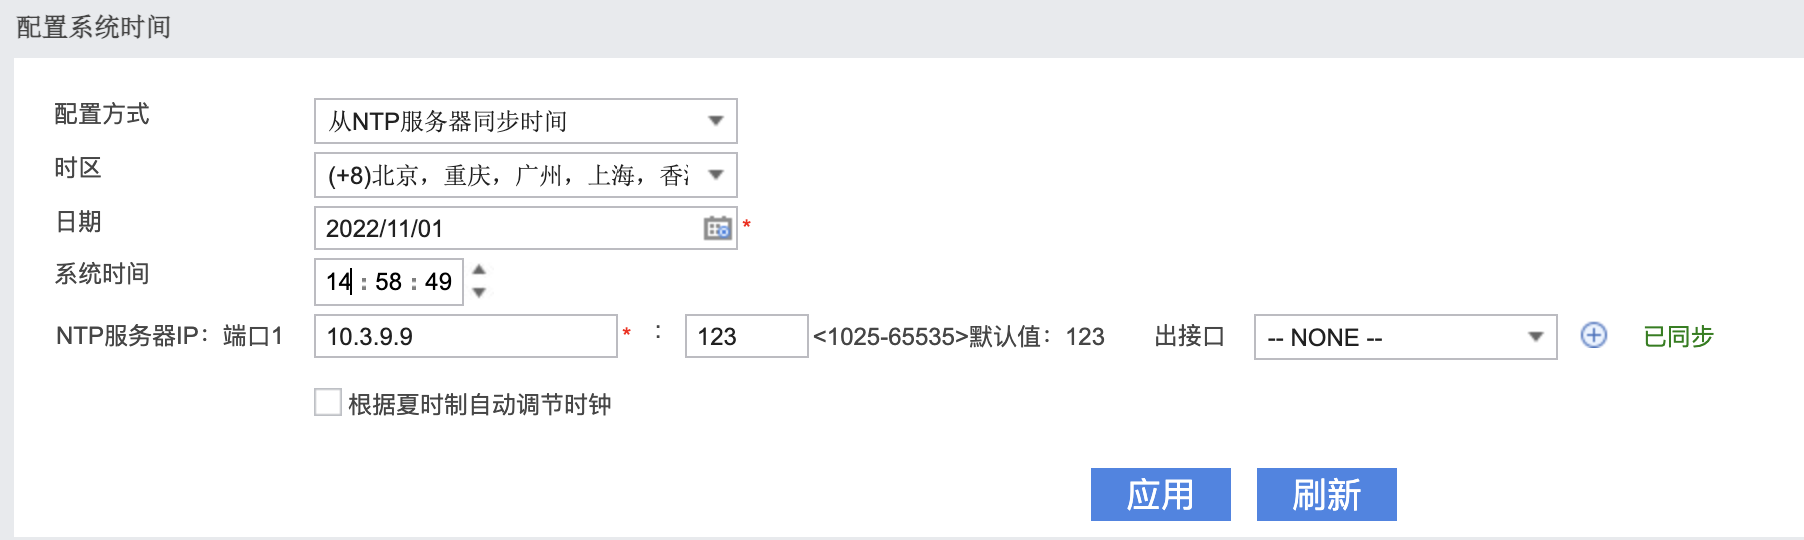 配置系统时间
配置方式 从NTP服务器同步时间
时区 (+8)北京，重庆，广州，上海，香
日期 2022/11/01 *
系统时间 14 : 58 : 49
NTP服务器IP：端口1 10.3.9.9 * : 123 <1025-65535>默认值：123 出接口 -- NONE -- 已同步
根据夏时制自动调节时钟
应用 刷新